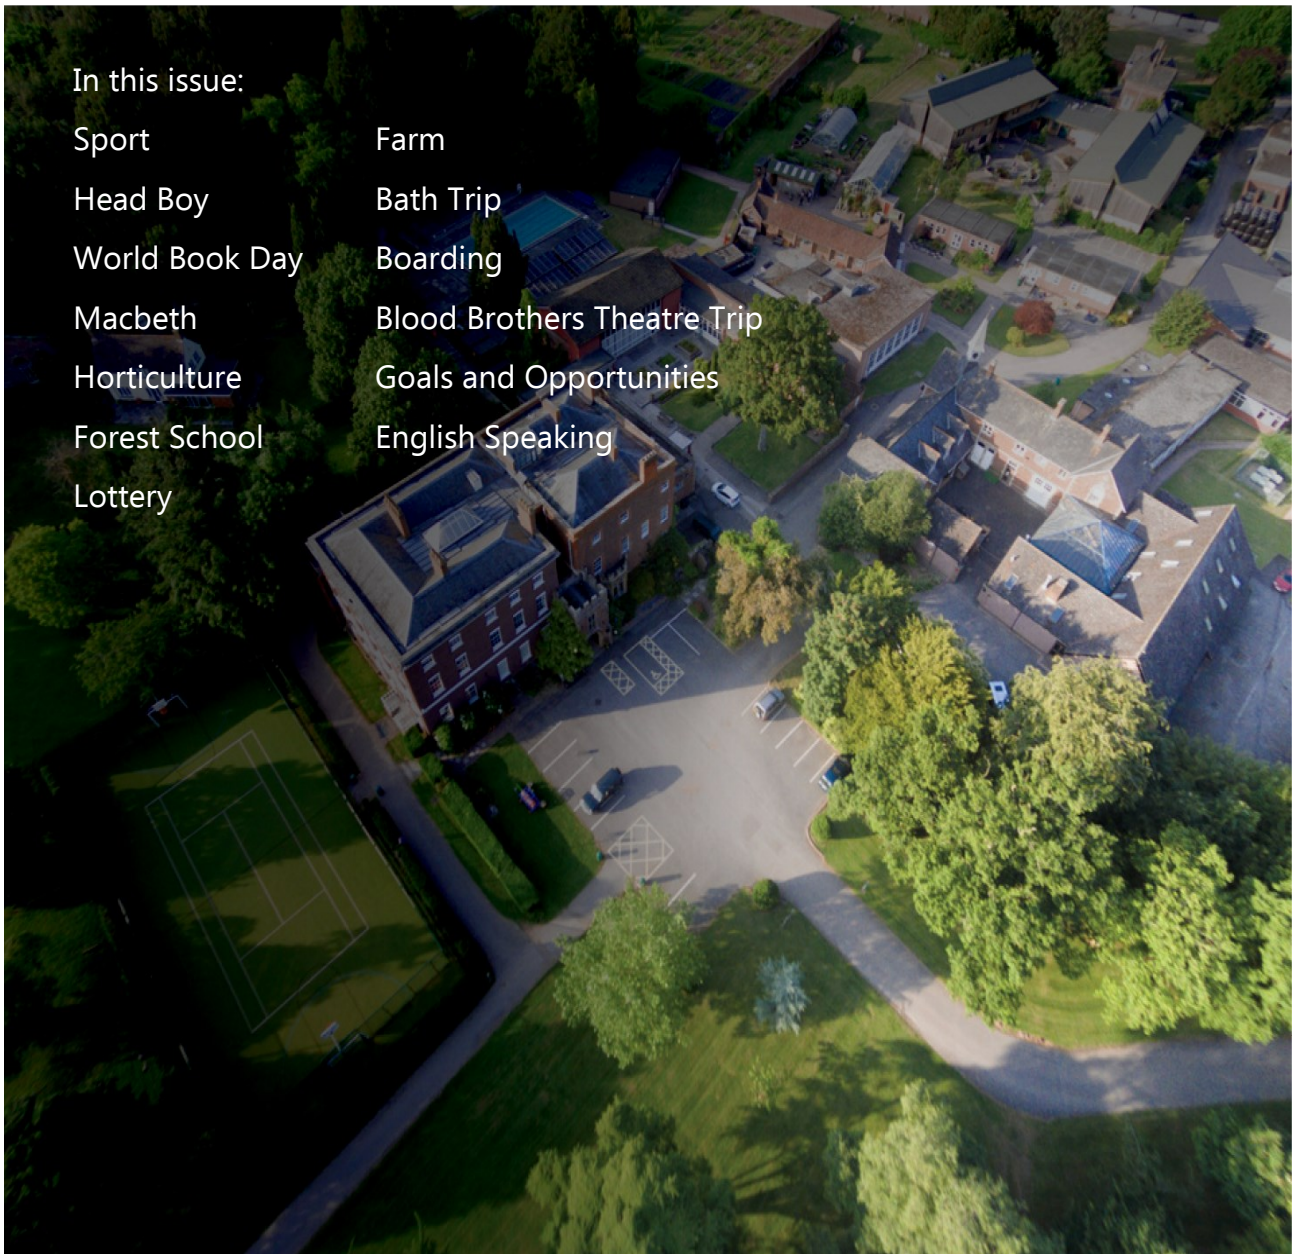 In this issue:
Sport
Head Boy
World Book Day
Macbeth
Horticulture
Forest School
Lottery
Farm
Bath Trip
Boarding
Blood Brothers Theatre Trip
Goals and Opportunities
English Speaking